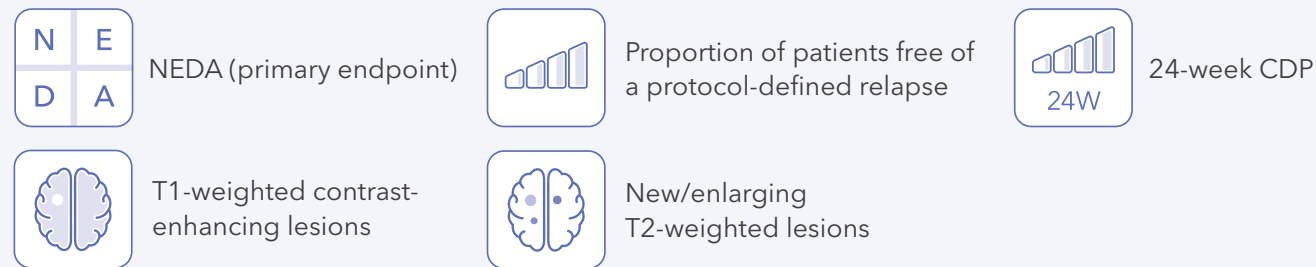 N E
D A
NEDA (primary endpoint)
Proportion of patients free of
a protocol-defined relapse
24W
24-week CDP
T1-weighted contrast-
enhancing lesions
New/enlarging
T2-weighted lesions